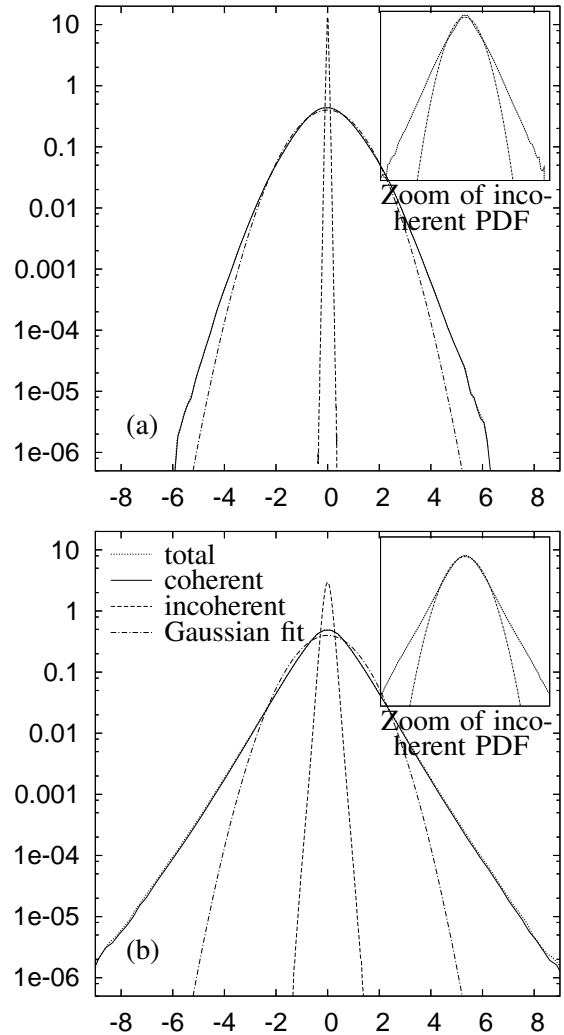 10
1
0.1
0.01
0.001
1e-04
1e-05
1e-06
Zoom of inco-
herent PDF
(a)
-8 -6 -4 -2 0 2 4 6 8
10
1
0.1
0.01
0.001
1e-04
1e-05
1e-06
total
coherent
incoherent
Gaussian fit
Zoom of inco-
herent PDF
(b)
-8 -6 -4 -2 0 2 4 6 8